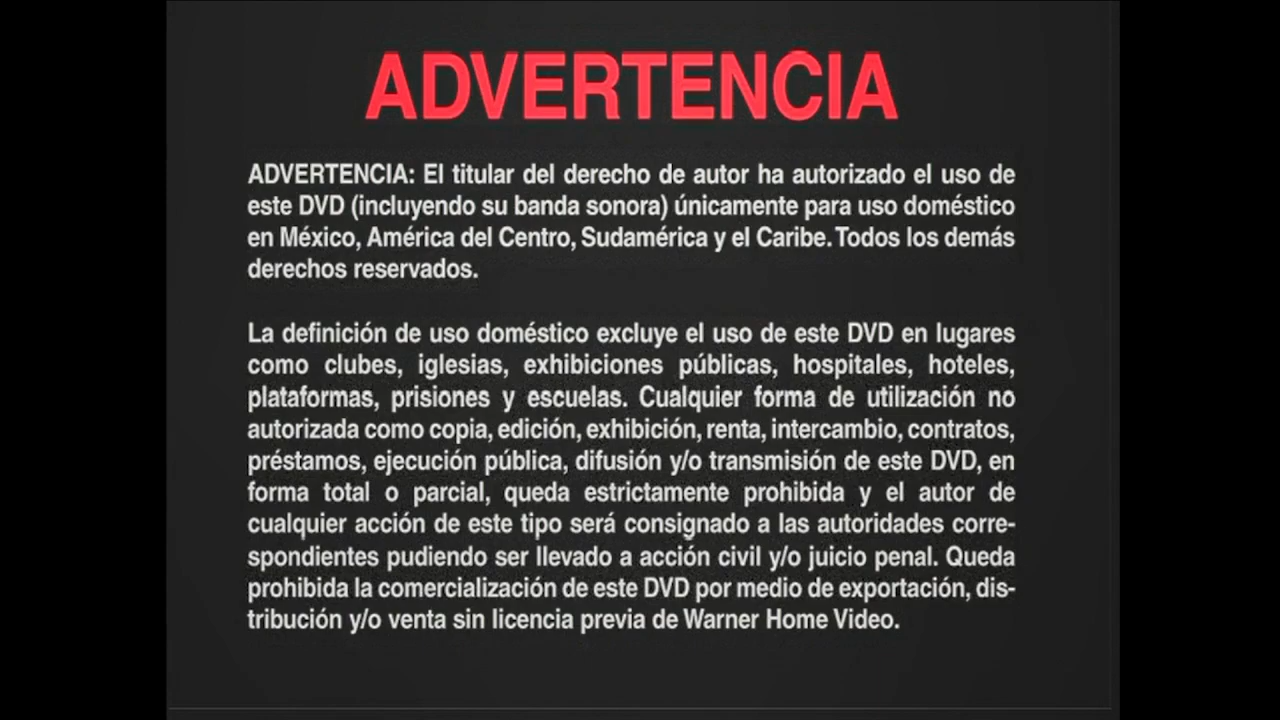 ADVERTENCIA
ADVERTENCIA: El titular del derecho de autor ha autorizado el uso de
este DVD (incluyendo su banda sonora) únicamente para uso doméstico
en México, América del Centro, Sudamérica y el Caribe. Todos los demás
derechos reservados.
La definición de uso doméstico excluye el uso de este DVD en lugares
como clubes, iglesias, exhibiciones públicas, hospitales, hoteles,
plataformas, prisiones y escuelas. Cualquier forma de utilización no
autorizada como copia, edición, exhibición, renta, intercambio, contratos,
préstamos, ejecución pública, difusión y/o transmisión de este DVD, en
forma total o parcial, queda estrictamente prohibida y el autor de
cualquier acción de este tipo será consignado a las autoridades corre-
spondientes pudiendo ser llevado a acción civil y/o juicio penal. Queda
prohibida la comercialización de este DVD por medio de exportación, dis-
tribución y/o venta sin licencia previa de Warner Home Video.